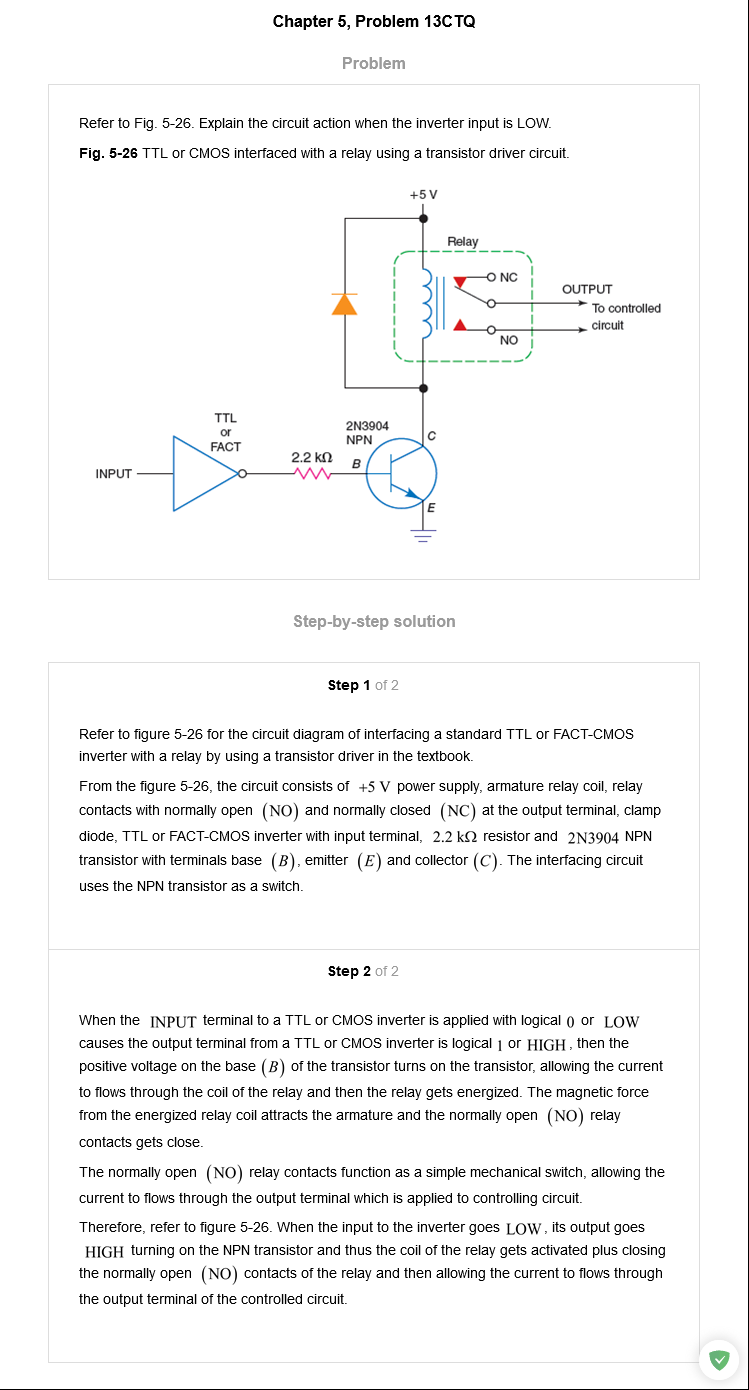 Chapter 5, Problem 13CTQ
Problem
Refer to Fig. 5-26. Explain the circuit action when the inverter input is LOW.
Fig. 5-26 TTL or CMOS interfaced with a relay using a transistor driver circuit.
+5 V
Relay
NC
OUTPUT
To controlled
circuit
NO
TTL
or
FACT
2N3904
NPN
C
2.2 kΩ
B
INPUT
E
Step-by-step solution
Step 1 of 2
Refer to figure 5-26 for the circuit diagram of interfacing a standard TTL or FACT-CMOS
inverter with a relay by using a transistor driver in the textbook.
From the figure 5-26, the circuit consists of +5 V power supply, armature relay coil, relay
contacts with normally open (NO) and normally closed (NC) at the output terminal, clamp
diode, TTL or FACT-CMOS inverter with input terminal, 2.2 kΩ resistor and 2N3904 NPN
transistor with terminals base (B), emitter (E) and collector (C). The interfacing circuit
uses the NPN transistor as a switch.
Step 2 of 2
When the INPUT terminal to a TTL or CMOS inverter is applied with logical 0 or LOW
causes the output terminal from a TTL or CMOS inverter is logical 1 or HIGH, then the
positive voltage on the base (B) of the transistor turns on the transistor, allowing the current
to flows through the coil of the relay and then the relay gets energized. The magnetic force
from the energized relay coil attracts the armature and the normally open (NO) relay
contacts gets close.
The normally open (NO) relay contacts function as a simple mechanical switch, allowing the
current to flows through the output terminal which is applied to controlling circuit.
Therefore, refer to figure 5-26. When the input to the inverter goes LOW, its output goes
HIGH turning on the NPN transistor and thus the coil of the relay gets activated plus closing
the normally open (NO) contacts of the relay and then allowing the current to flows through
the output terminal of the controlled circuit.